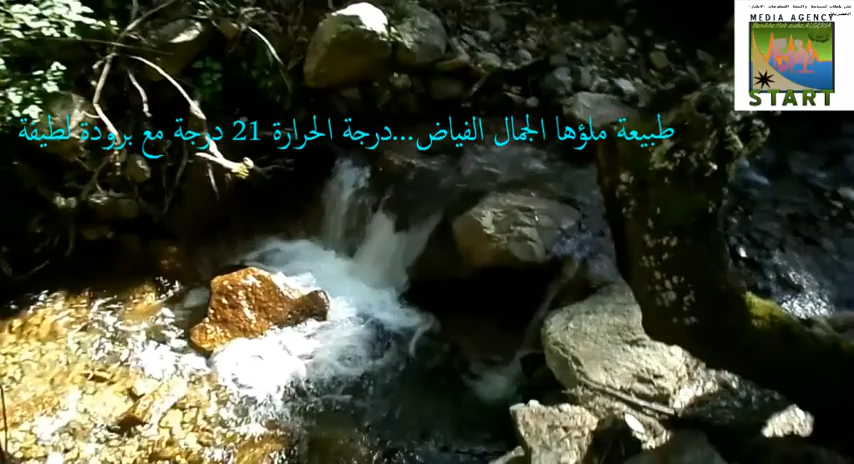 MEDIA AGENCY
طبيعة ملؤها الجمال الفياض...درجة الحرارة 21 درجة مع برودة لطيفة
START